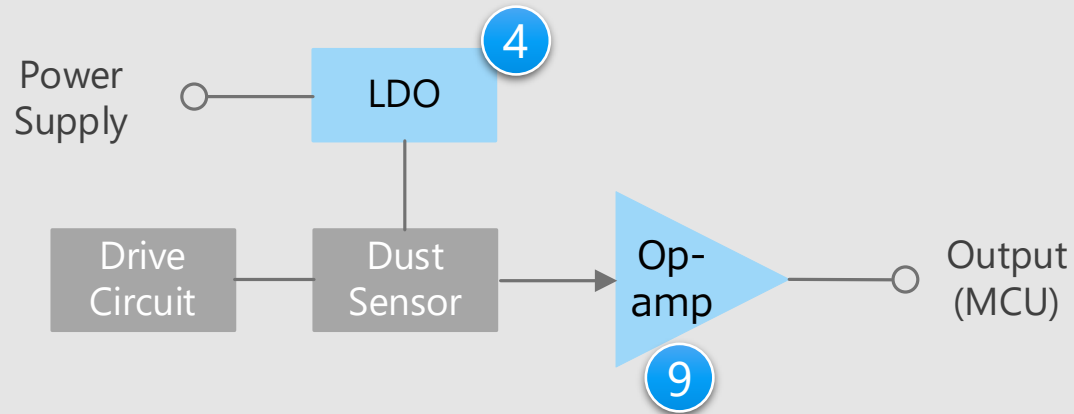 4
Power
Supply
LDO
Drive
Circuit
Dust
Sensor
Op-
amp
Output
(MCU)
9